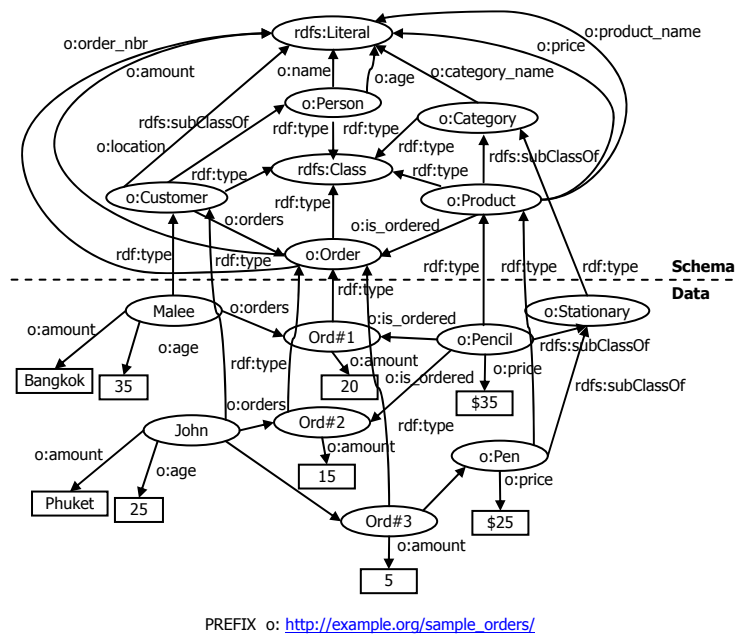 o:order_nbr
rdfs:Literal
o:product_name
o:price
o:amount
o:name
o:age
o:category_name
o:Person
o:Category
rdfs:subClassOf
rdf:type
rdf:type
rdf:type
o:location
rdfs:subClassOf
rdfs:Class
rdf:type
rdf:type
o:Customer
o:Product
rdf:type
o:orders
o:is_ordered
o:Order
rdf:type
rdf:type
rdf:type
rdf:type
rdf:type
Schema
rdf:type
Data
Malee
o:orders
o:Stationary
o:amount
o:is_ordered
o:age
Ord#1
o:Pencil
rdfs:subClassOf
rdf:type
o:amount
o:price
Bangkok
35
20
o:is_ordered
rdfs:subClassOf
$35
o:orders
Ord#2
rdf:type
John
o:amount
o:amount
o:Pen
o:age
15
o:price
Phuket
25
Ord#3
$25
o:amount
5
PREFIX o: http://example.org/sample_orders/